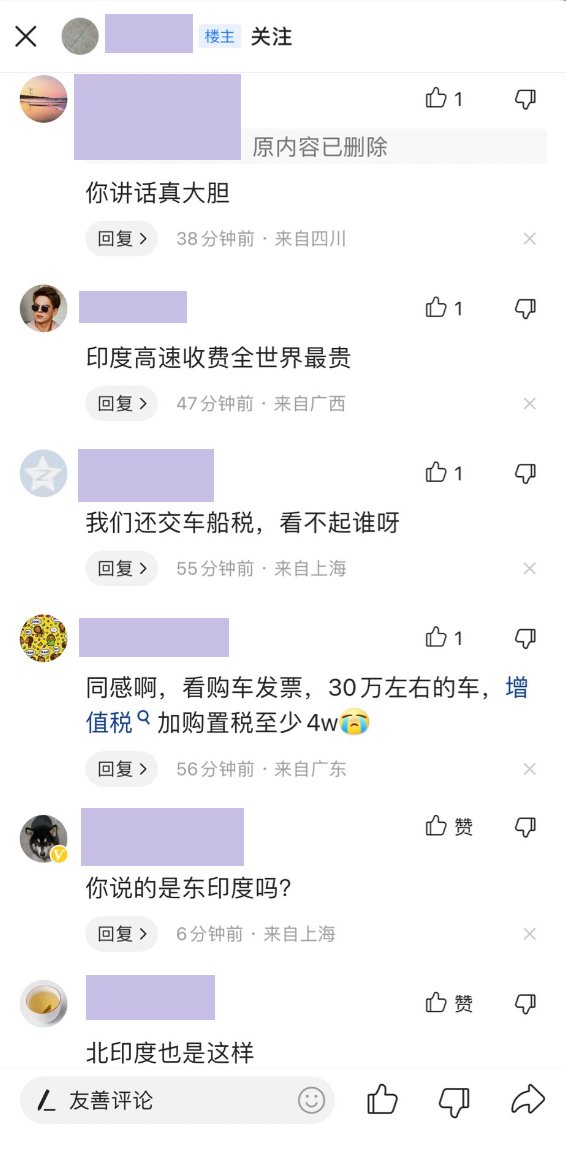 楼主 关注
1
原内容已删除
你讲话真大胆
回复 38分钟前 · 来自四川
1
印度高速收费全世界最贵
回复 47分钟前 · 来自广西
1
我们还交车船税，看不起谁呀
回复 55分钟前 · 来自上海
1
同感啊，看购车发票，30万左右的车，增
值税 加购置税至少4w😭
回复 56分钟前 · 来自广东
赞
你说的是东印度吗?
回复 6分钟前 · 来自上海
赞
北印度也是这样
友善评论